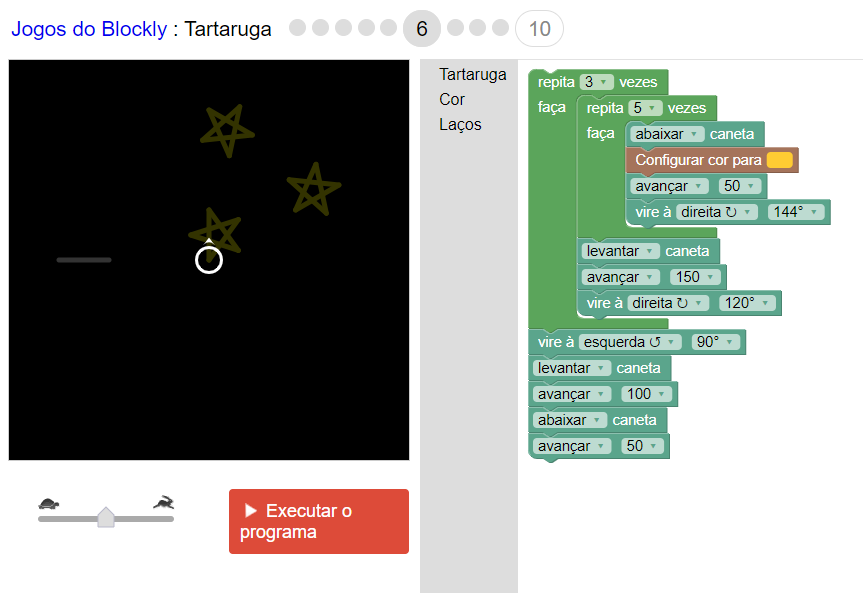 Jogos do Blockly : Tartaruga 6 10
Tartaruga
Cor
Laços
repita 3 vezes
faça repita 5 vezes
faça abaixar caneta
Configurar cor para
avançar 50
vire à direita ↻ 144°
levantar caneta
avançar 150
vire à direita ↻ 120°
vire à esquerda ↺ 90°
levantar caneta
avançar 100
abaixar caneta
avançar 50
Executar o
programa